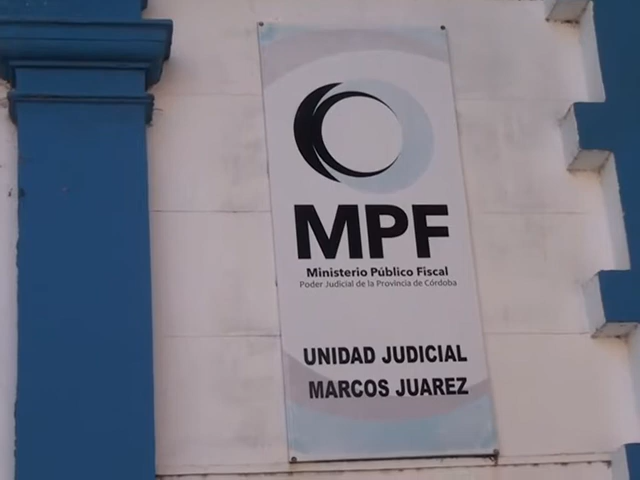 MPF
Ministerio Público Fiscal
Poder Judicial de la Provincia de Córdoba
UNIDAD JUDICIAL
MARCOS JUAREZ